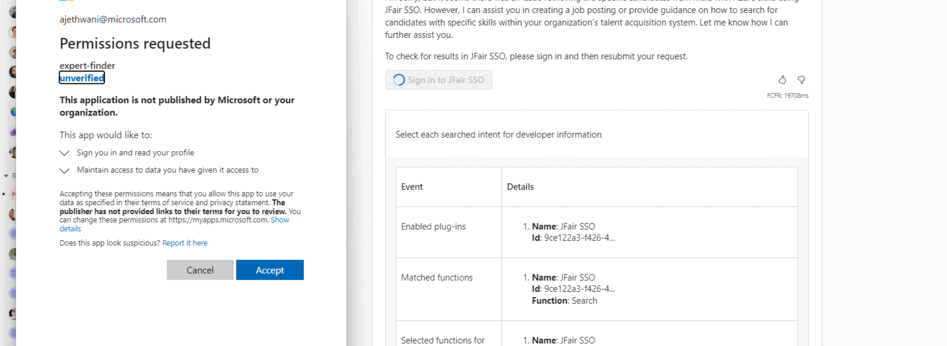 ajethwani@microsoft.com
Permissions requested
expert-finder
unverified
This application is not published by Microsoft or your
organization.
This app would like to:
Sign you in and read your profile
Maintain access to data you have given it access to
Accepting these permissions means that you allow this app to use your
data as specified in their terms of service and privacy statement. The
publisher has not provided links to their terms for you to review. You
can change these permissions at https://myapps.microsoft.com. Show
details
Does this app look suspicious? Report it here
Cancel
Accept
JFair SSO. However, I can assist you in creating a job posting or provide guidance on how to search for
candidates with specific skills within your organization's talent acquisition system. Let me know how I can
further assist you.
To check for results in JFair SSO, please sign in and then resubmit your request.
Sign in to JFair SSO
FCFR: 19708ms
Select each searched intent for developer information
Event
Details
Enabled plug-ins
1. Name: JFair SSO
Id: 9ce122a3-f426-4...
Matched functions
1. Name: JFair SSO
Id: 9ce122a3-f426-4...
Function: Search
Selected functions for
1. Name: JFair SSO